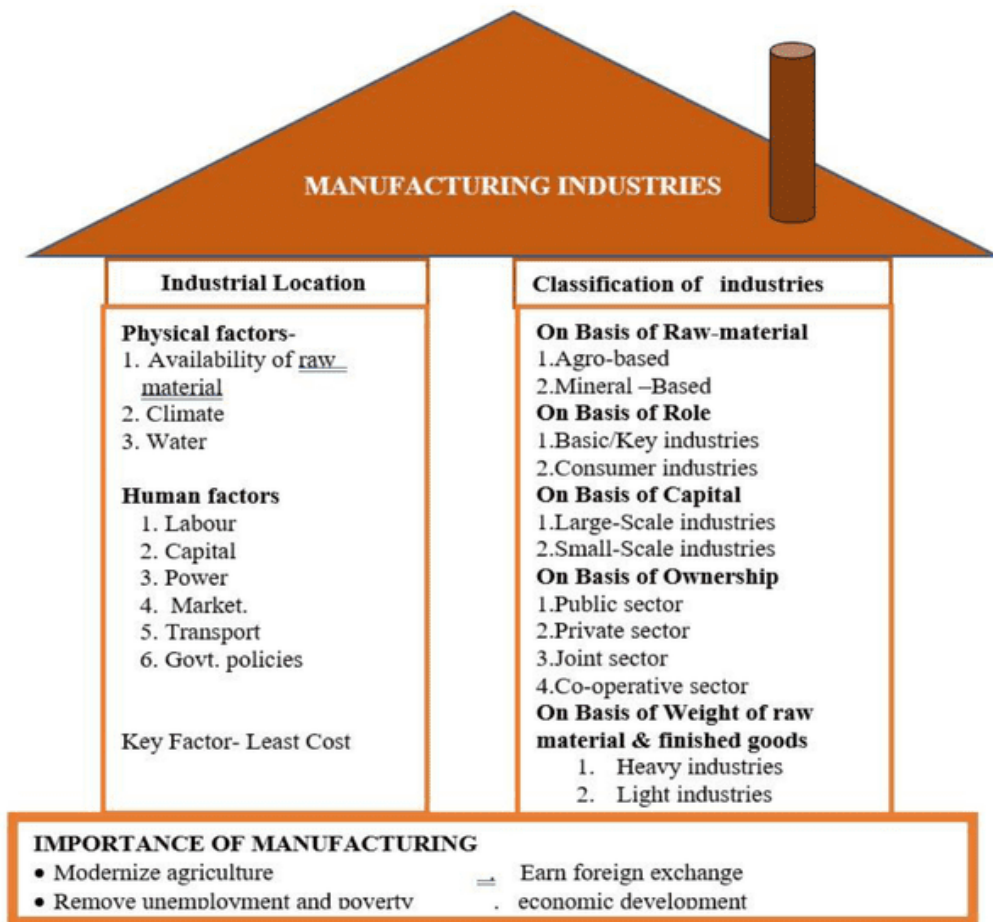 MANUFACTURING INDUSTRIES
Industrial Location
Physical factors-
1. Availability of raw
material
2. Climate
3. Water
Human factors
1. Labour
2. Capital
3. Power
4. Market.
5. Transport
6. Govt. policies
Key Factor- Least Cost
Classification of industries
On Basis of Raw-material
1.Agro-based
2.Mineral –Based
On Basis of Role
1.Basic/Key industries
2.Consumer industries
On Basis of Capital
1.Large-Scale industries
2.Small-Scale industries
On Basis of Ownership
1.Public sector
2.Private sector
3.Joint sector
4.Co-operative sector
On Basis of Weight of raw
material & finished goods
1. Heavy industries
2. Light industries
IMPORTANCE OF MANUFACTURING
• Modernize agriculture . Earn foreign exchange
• Remove unemployment and poverty . economic development